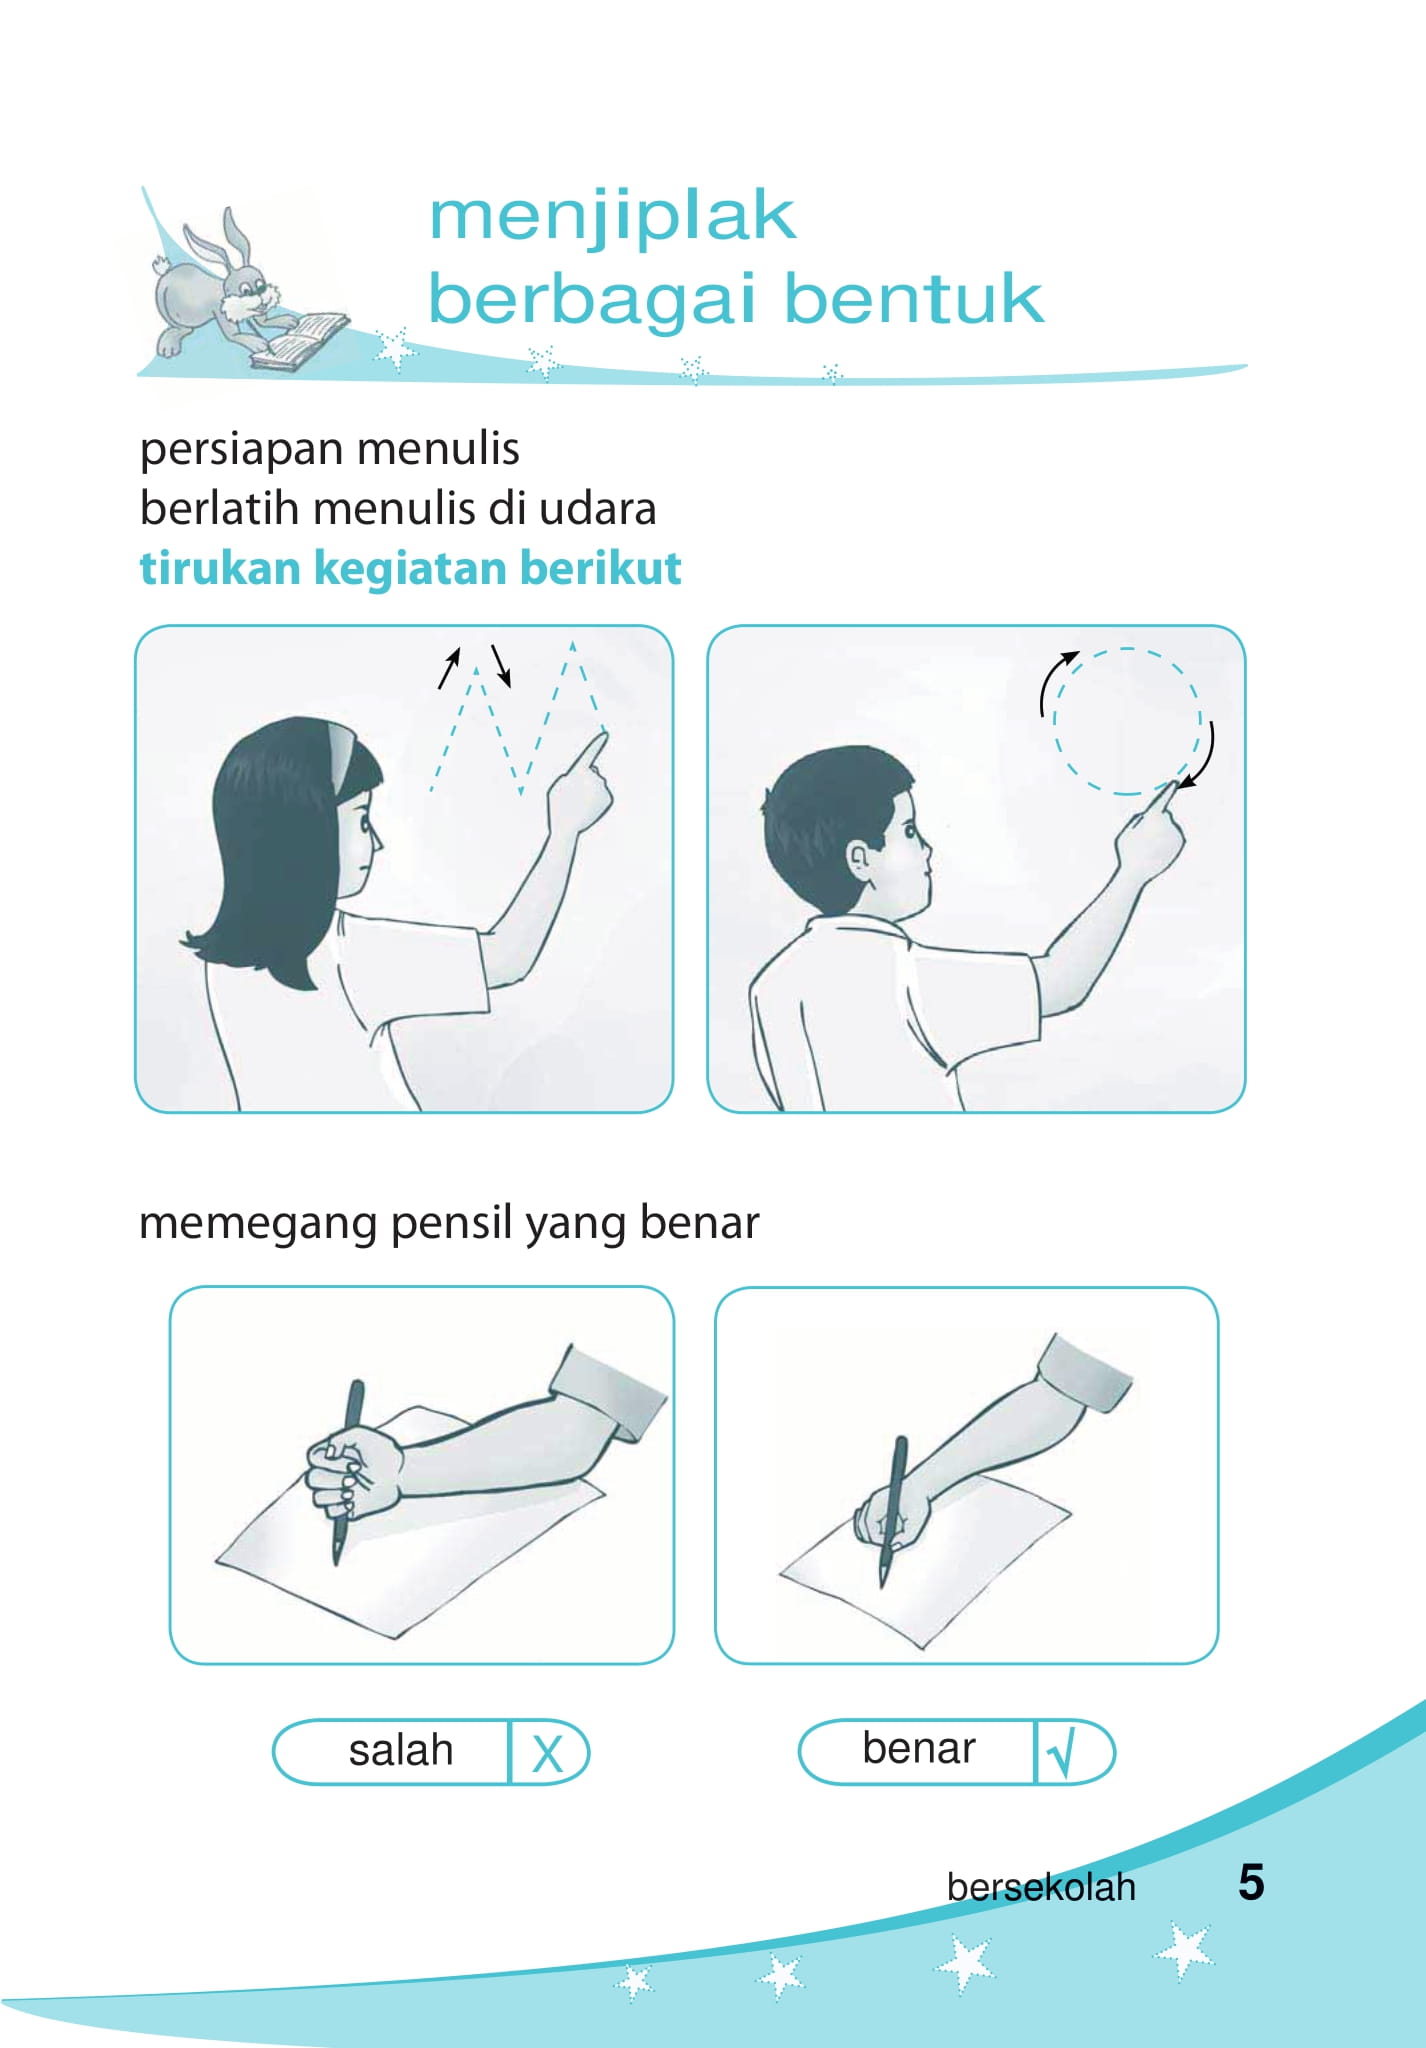 menjiplak
berbagai bentuk
persiapan menulis
berlatih menulis di udara
tirukan kegiatan berikut
memegang pensil yang benar
salah X
benar √
bersekolah 5